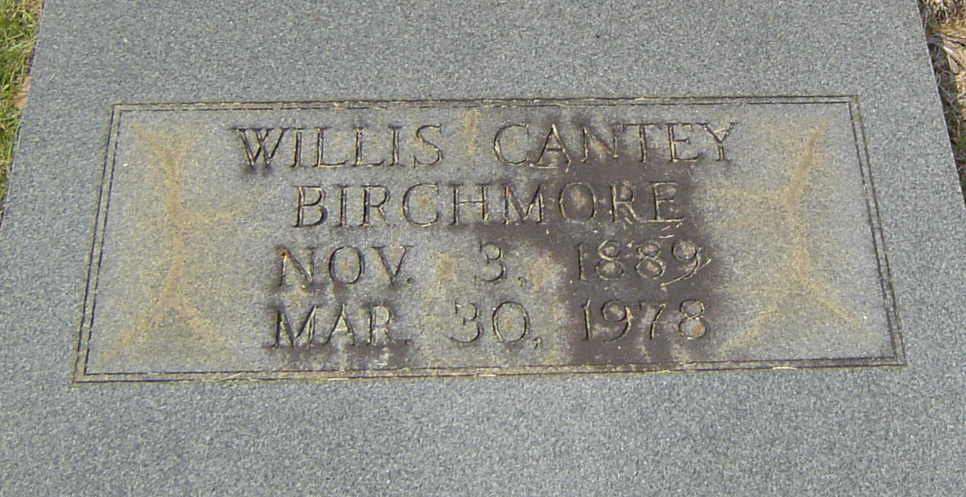 WILLIS CANTEY
BIRCHMORE
NOV. 3, 1889
MAR. 30, 1978